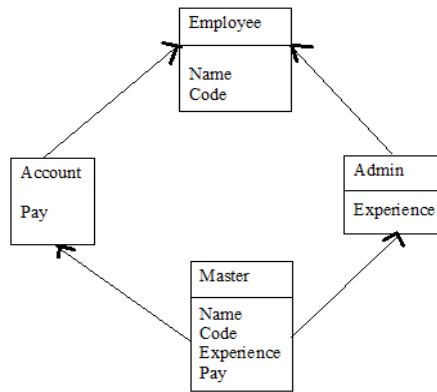 Employee
Name
Code
Account
Pay
Admin
Experience
Master
Name
Code
Experience
Pay